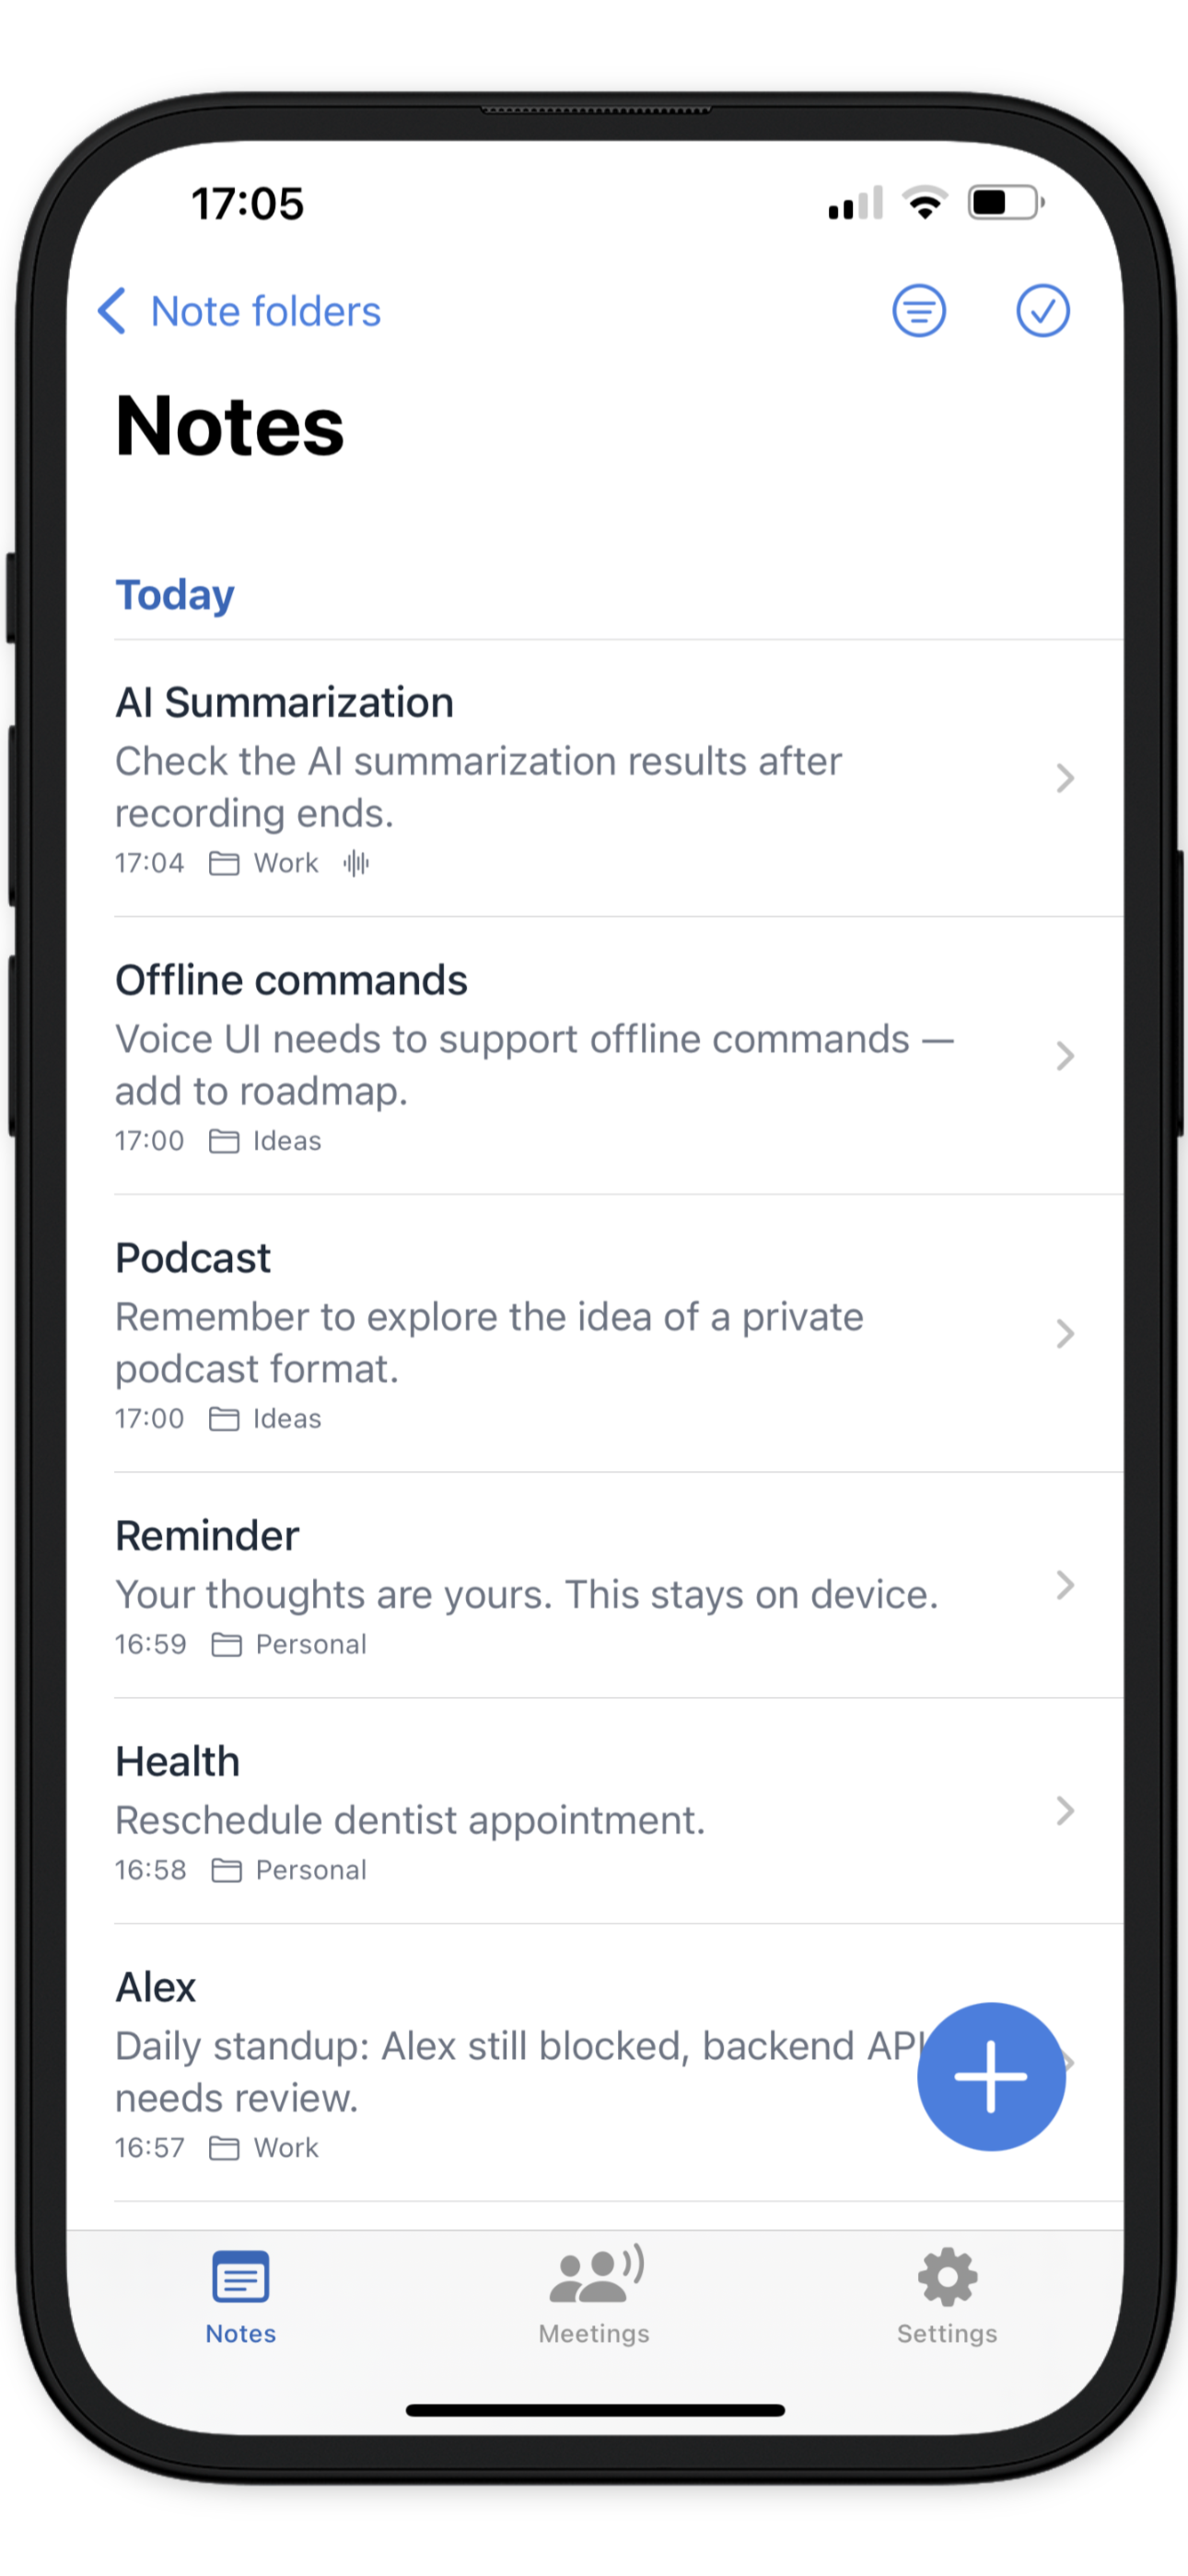 17:05
Note folders
Notes
Today
AI Summarization
Check the AI summarization results after
recording ends.
17:04 Work
Offline commands
Voice UI needs to support offline commands —
add to roadmap.
17:00 Ideas
Podcast
Remember to explore the idea of a private
podcast format.
17:00 Ideas
Reminder
Your thoughts are yours. This stays on device.
16:59 Personal
Health
Reschedule dentist appointment.
16:58 Personal
Alex
Daily standup: Alex still blocked, backend API
needs review.
16:57 Work
Notes
Meetings
Settings